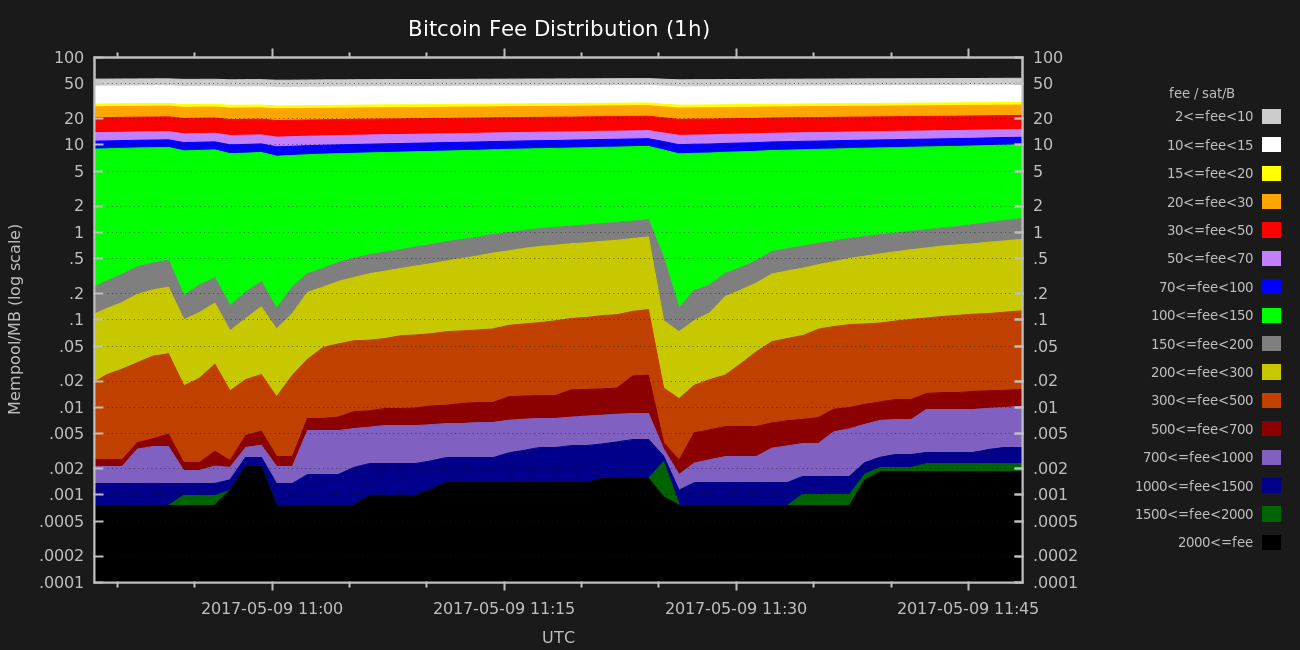 Bitcoin Fee Distribution (1h)
Mempool/MB (log scale)
100
50
20
10
5
2
1
.5
.2
.1
.05
.02
.01
.005
.002
.001
.0005
.0002
.0001
100
50
20
10
5
2
1
.5
.2
.1
.05
.02
.01
.005
.002
.001
.0005
.0002
.0001
fee / sat/B
2<=fee<10
10<=fee<15
15<=fee<20
20<=fee<30
30<=fee<50
50<=fee<70
70<=fee<100
100<=fee<150
150<=fee<200
200<=fee<300
300<=fee<500
500<=fee<700
700<=fee<1000
1000<=fee<1500
1500<=fee<2000
2000<=fee
2017-05-09 11:00 2017-05-09 11:15 2017-05-09 11:30 2017-05-09 11:45
UTC